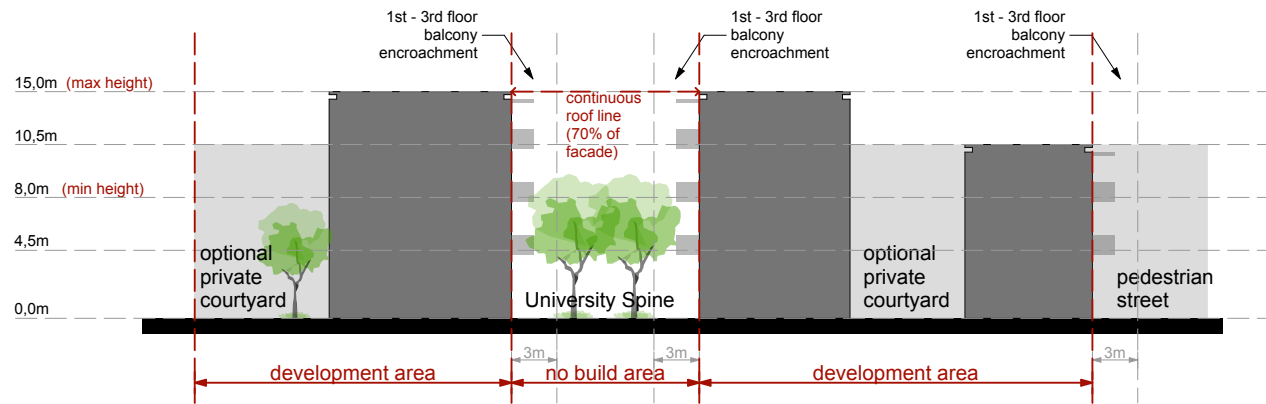 1st - 3rd floor
balcony
encroachment
1st - 3rd floor
balcony
encroachment
1st - 3rd floor
balcony
encroachment
15,0m (max height)
continuous
roof line
(70% of
facade)
10,5m
8,0m (min height)
4,5m
optional
private
courtyard
University Spine
optional
private
courtyard
pedestrian
street
0,0m
3m
3m
3m
development area
no build area
development area